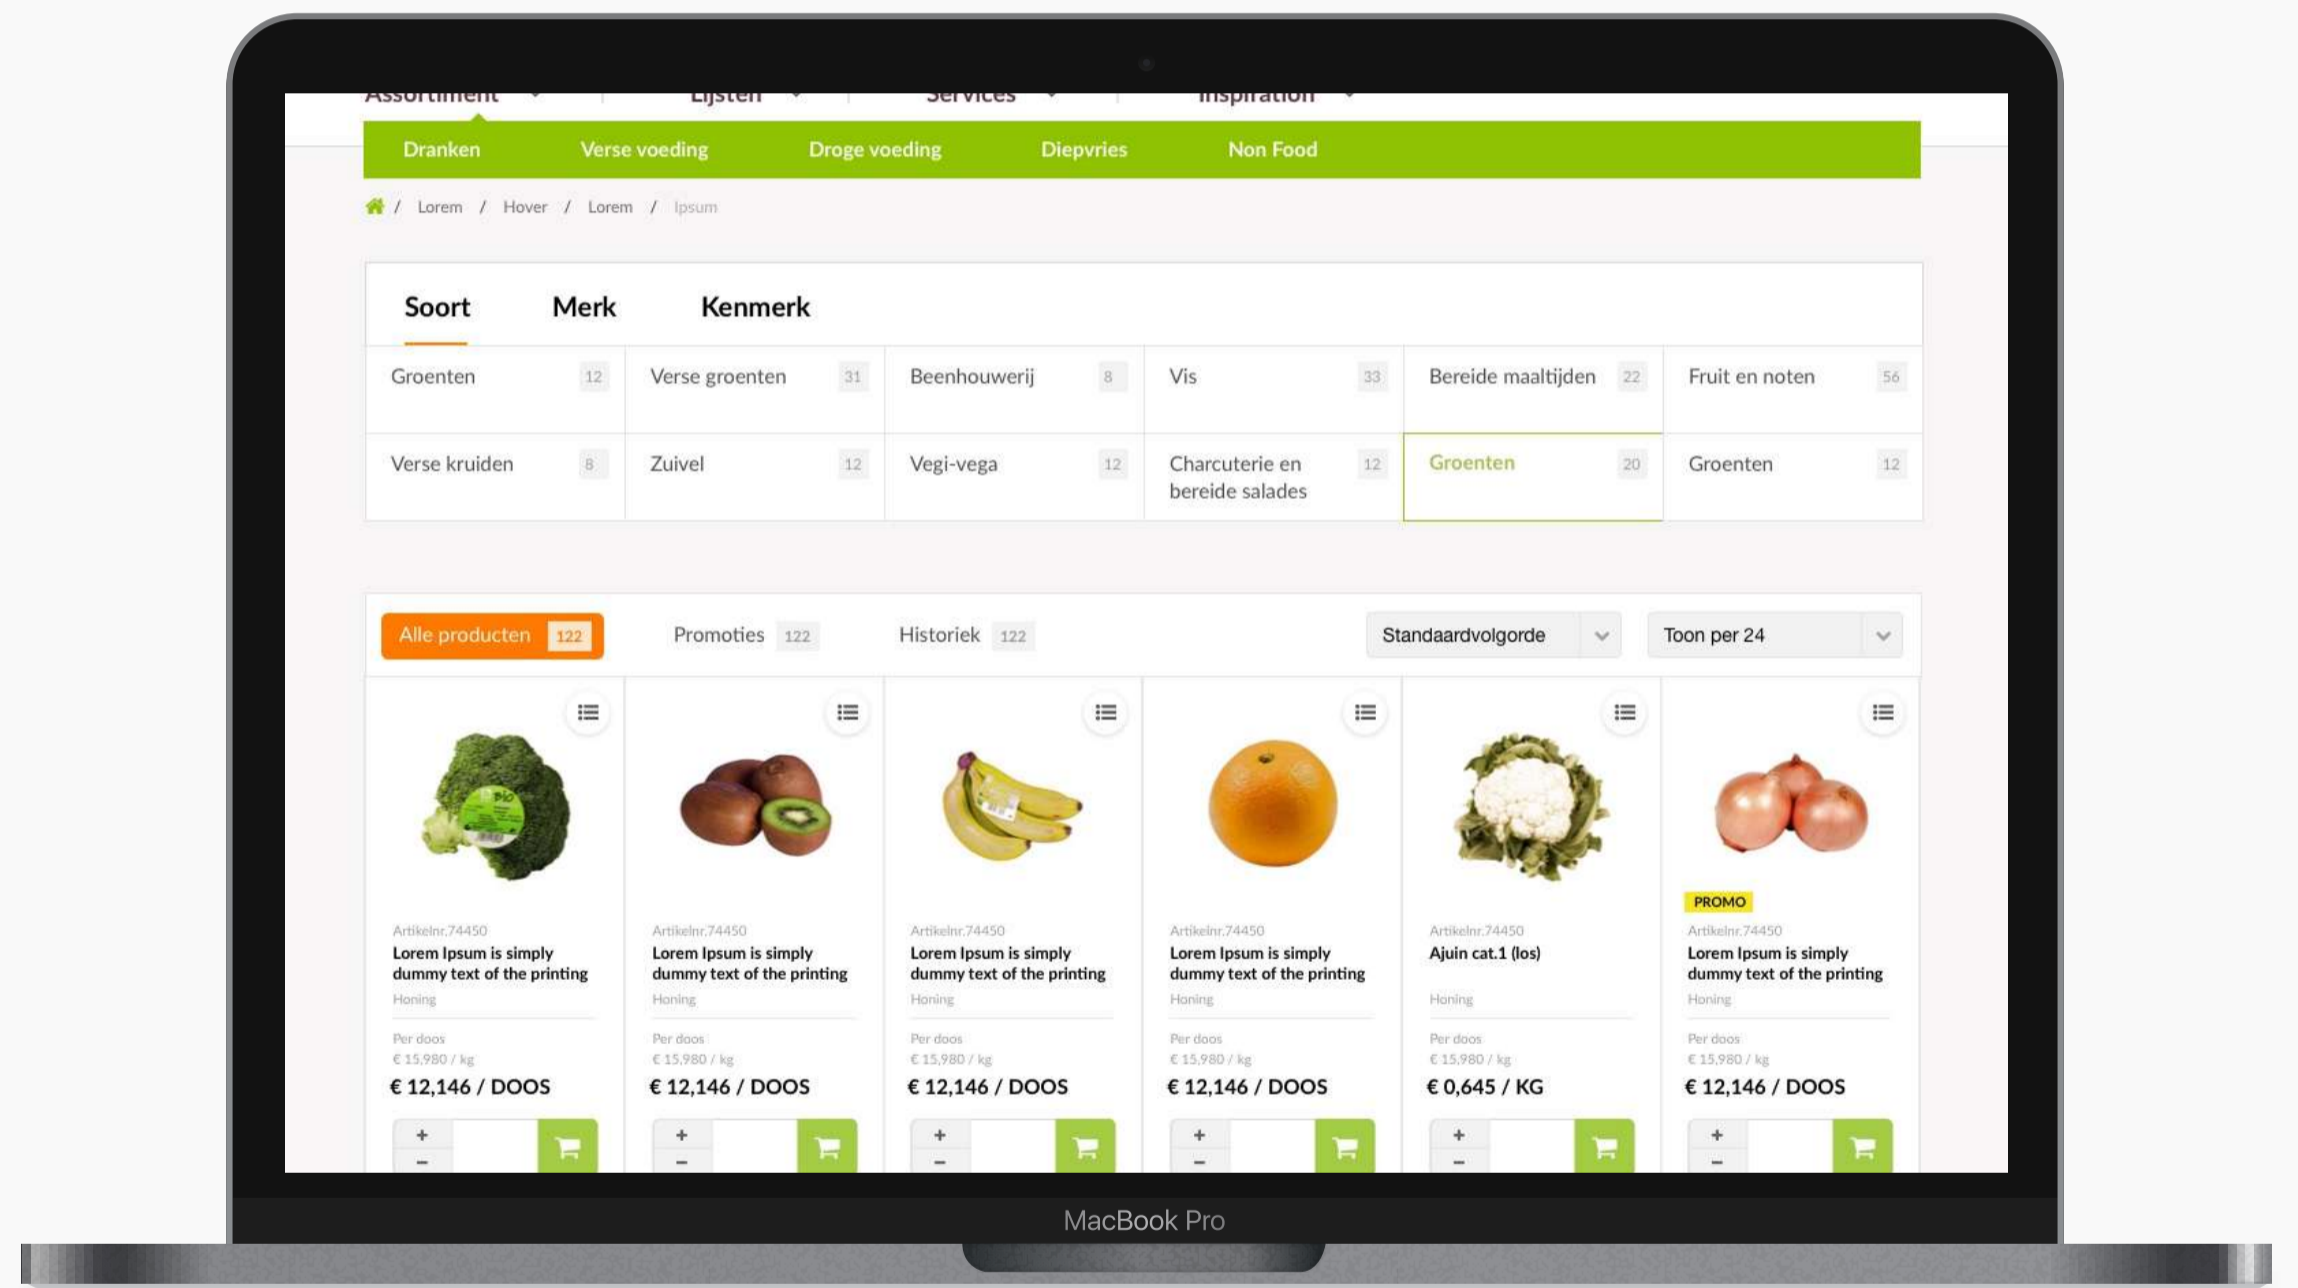 Assortiment Lijsten Services Inspiration
Dranken Verse voeding Droge voeding Diepvries Non Food
/ Lorem / Hover / Lorem / Ipsum
Soort Merk Kenmerk
Groenten 12 Verse groenten 31 Beenhouwerij 8 Vis 33 Bereide maaltijden 22 Fruit en noten 56
Verse kruiden 8 Zuivel 12 Vegi-vega 12 Charcuterie en 12 Groenten 20 Groenten 12
bereide salades
Alle producten 122 Promoties 122 Historiek 122 Standaardvolgorde Toon per 24
BIO
PROMO
Artikelnr.74450 Artikelnr.74450 Artikelnr.74450 Artikelnr.74450 Artikelnr.74450 Artikelnr.74450
Lorem Ipsum is simply Lorem Ipsum is simply Lorem Ipsum is simply Lorem Ipsum is simply Ajuin cat.1 (los) Lorem Ipsum is simply
dummy text of the printing dummy text of the printing dummy text of the printing dummy text of the printing dummy text of the printing
Honing Honing Honing Honing Honing Honing
Per doos Per doos Per doos Per doos Per doos Per doos
€ 15,980 / kg € 15,980 / kg € 15,980 / kg € 15,980 / kg € 15,980 / kg € 15,980 / kg
€ 12,146 / DOOS € 12,146 / DOOS € 12,146 / DOOS € 12,146 / DOOS € 0,645 / KG € 12,146 / DOOS
+ + + + + +
− − − − − −
MacBook Pro